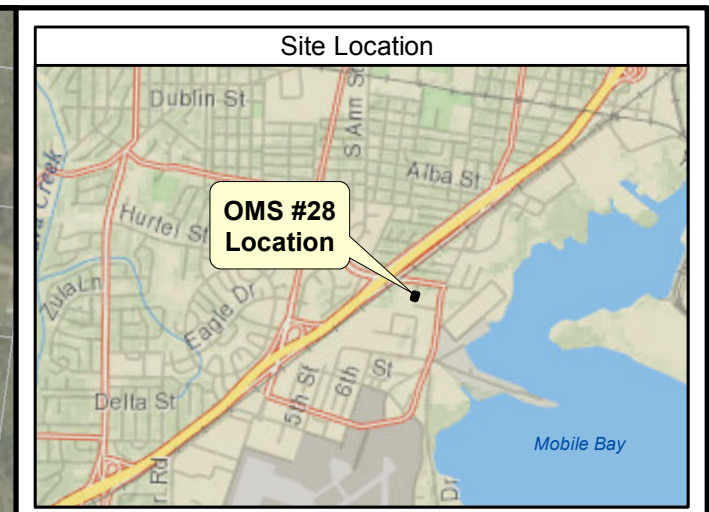 Site Location
Dublin St
S Ann St
Creek
Alba St
Hurtel St
OMS #28
Location
Zula Ln
Eagle Dr
5th St
6th St
Delta St
Mobile Bay
r Rd
Dr